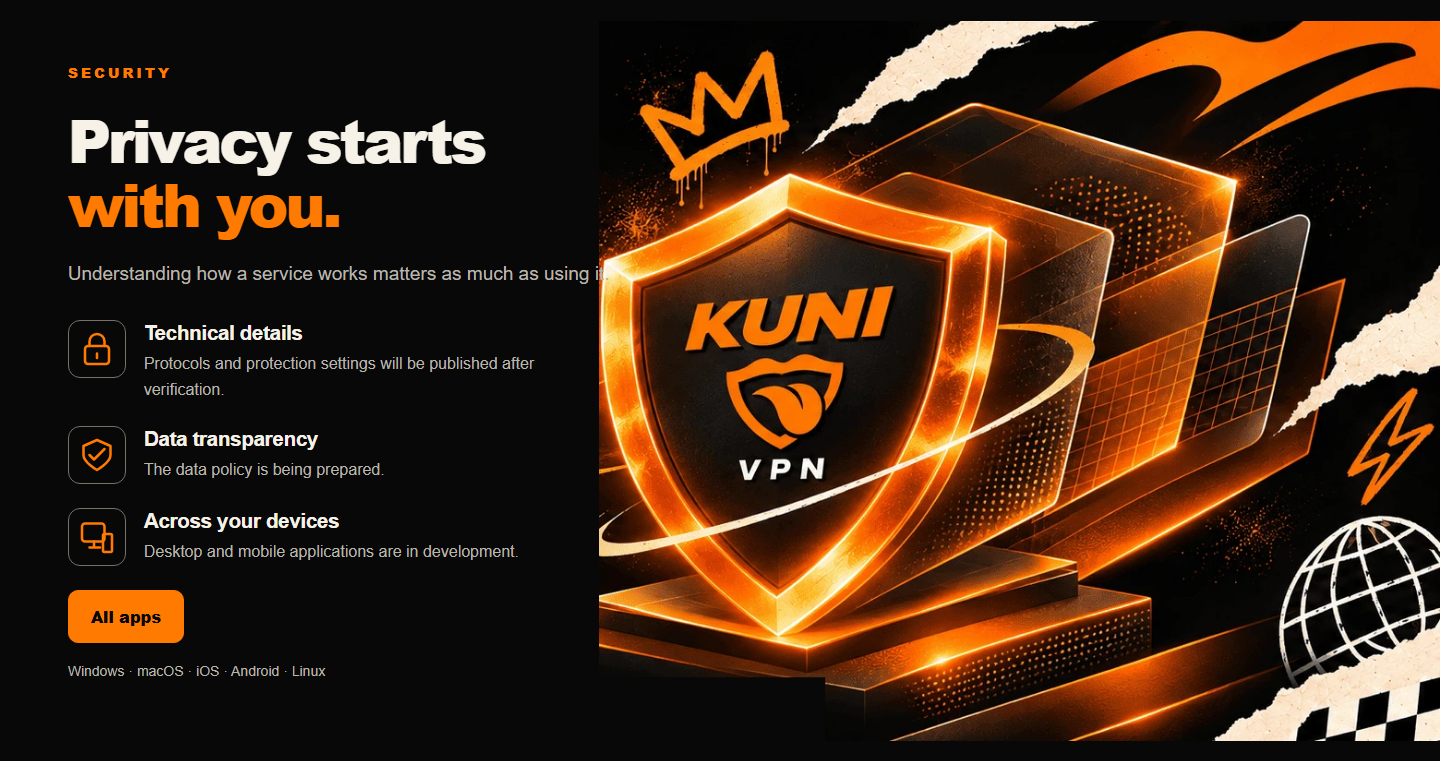 SECURITY
Privacy starts
with you.
Understanding how a service works matters as much as using it.
Technical details
Protocols and protection settings will be published after
verification.
Data transparency
The data policy is being prepared.
Across your devices
Desktop and mobile applications are in development.
All apps
Windows · macOS · iOS · Android · Linux
KUNI
VPN